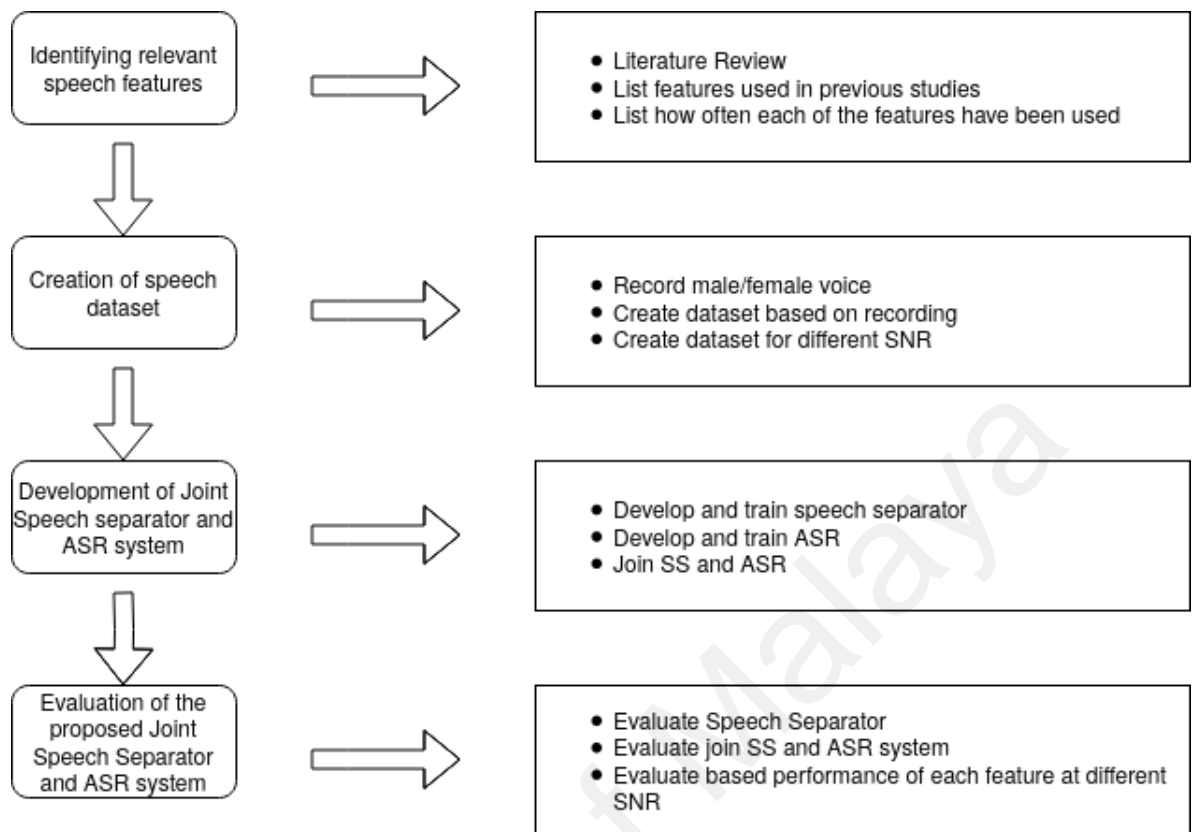 Identifying relevant
speech features
● Literature Review
● List features used in previous studies
● List how often each of the features have been used
Creation of speech
dataset
● Record male/female voice
● Create dataset based on recording
● Create dataset for different SNR
Development of Joint
Speech separator and
ASR system
● Develop and train speech separator
● Develop and train ASR
● Join SS and ASR
Evaluation of the
proposed Joint
Speech Separator
and ASR system
● Evaluate Speech Separator
● Evaluate join SS and ASR system
● Evaluate based performance of each feature at different
SNR
f Malaya